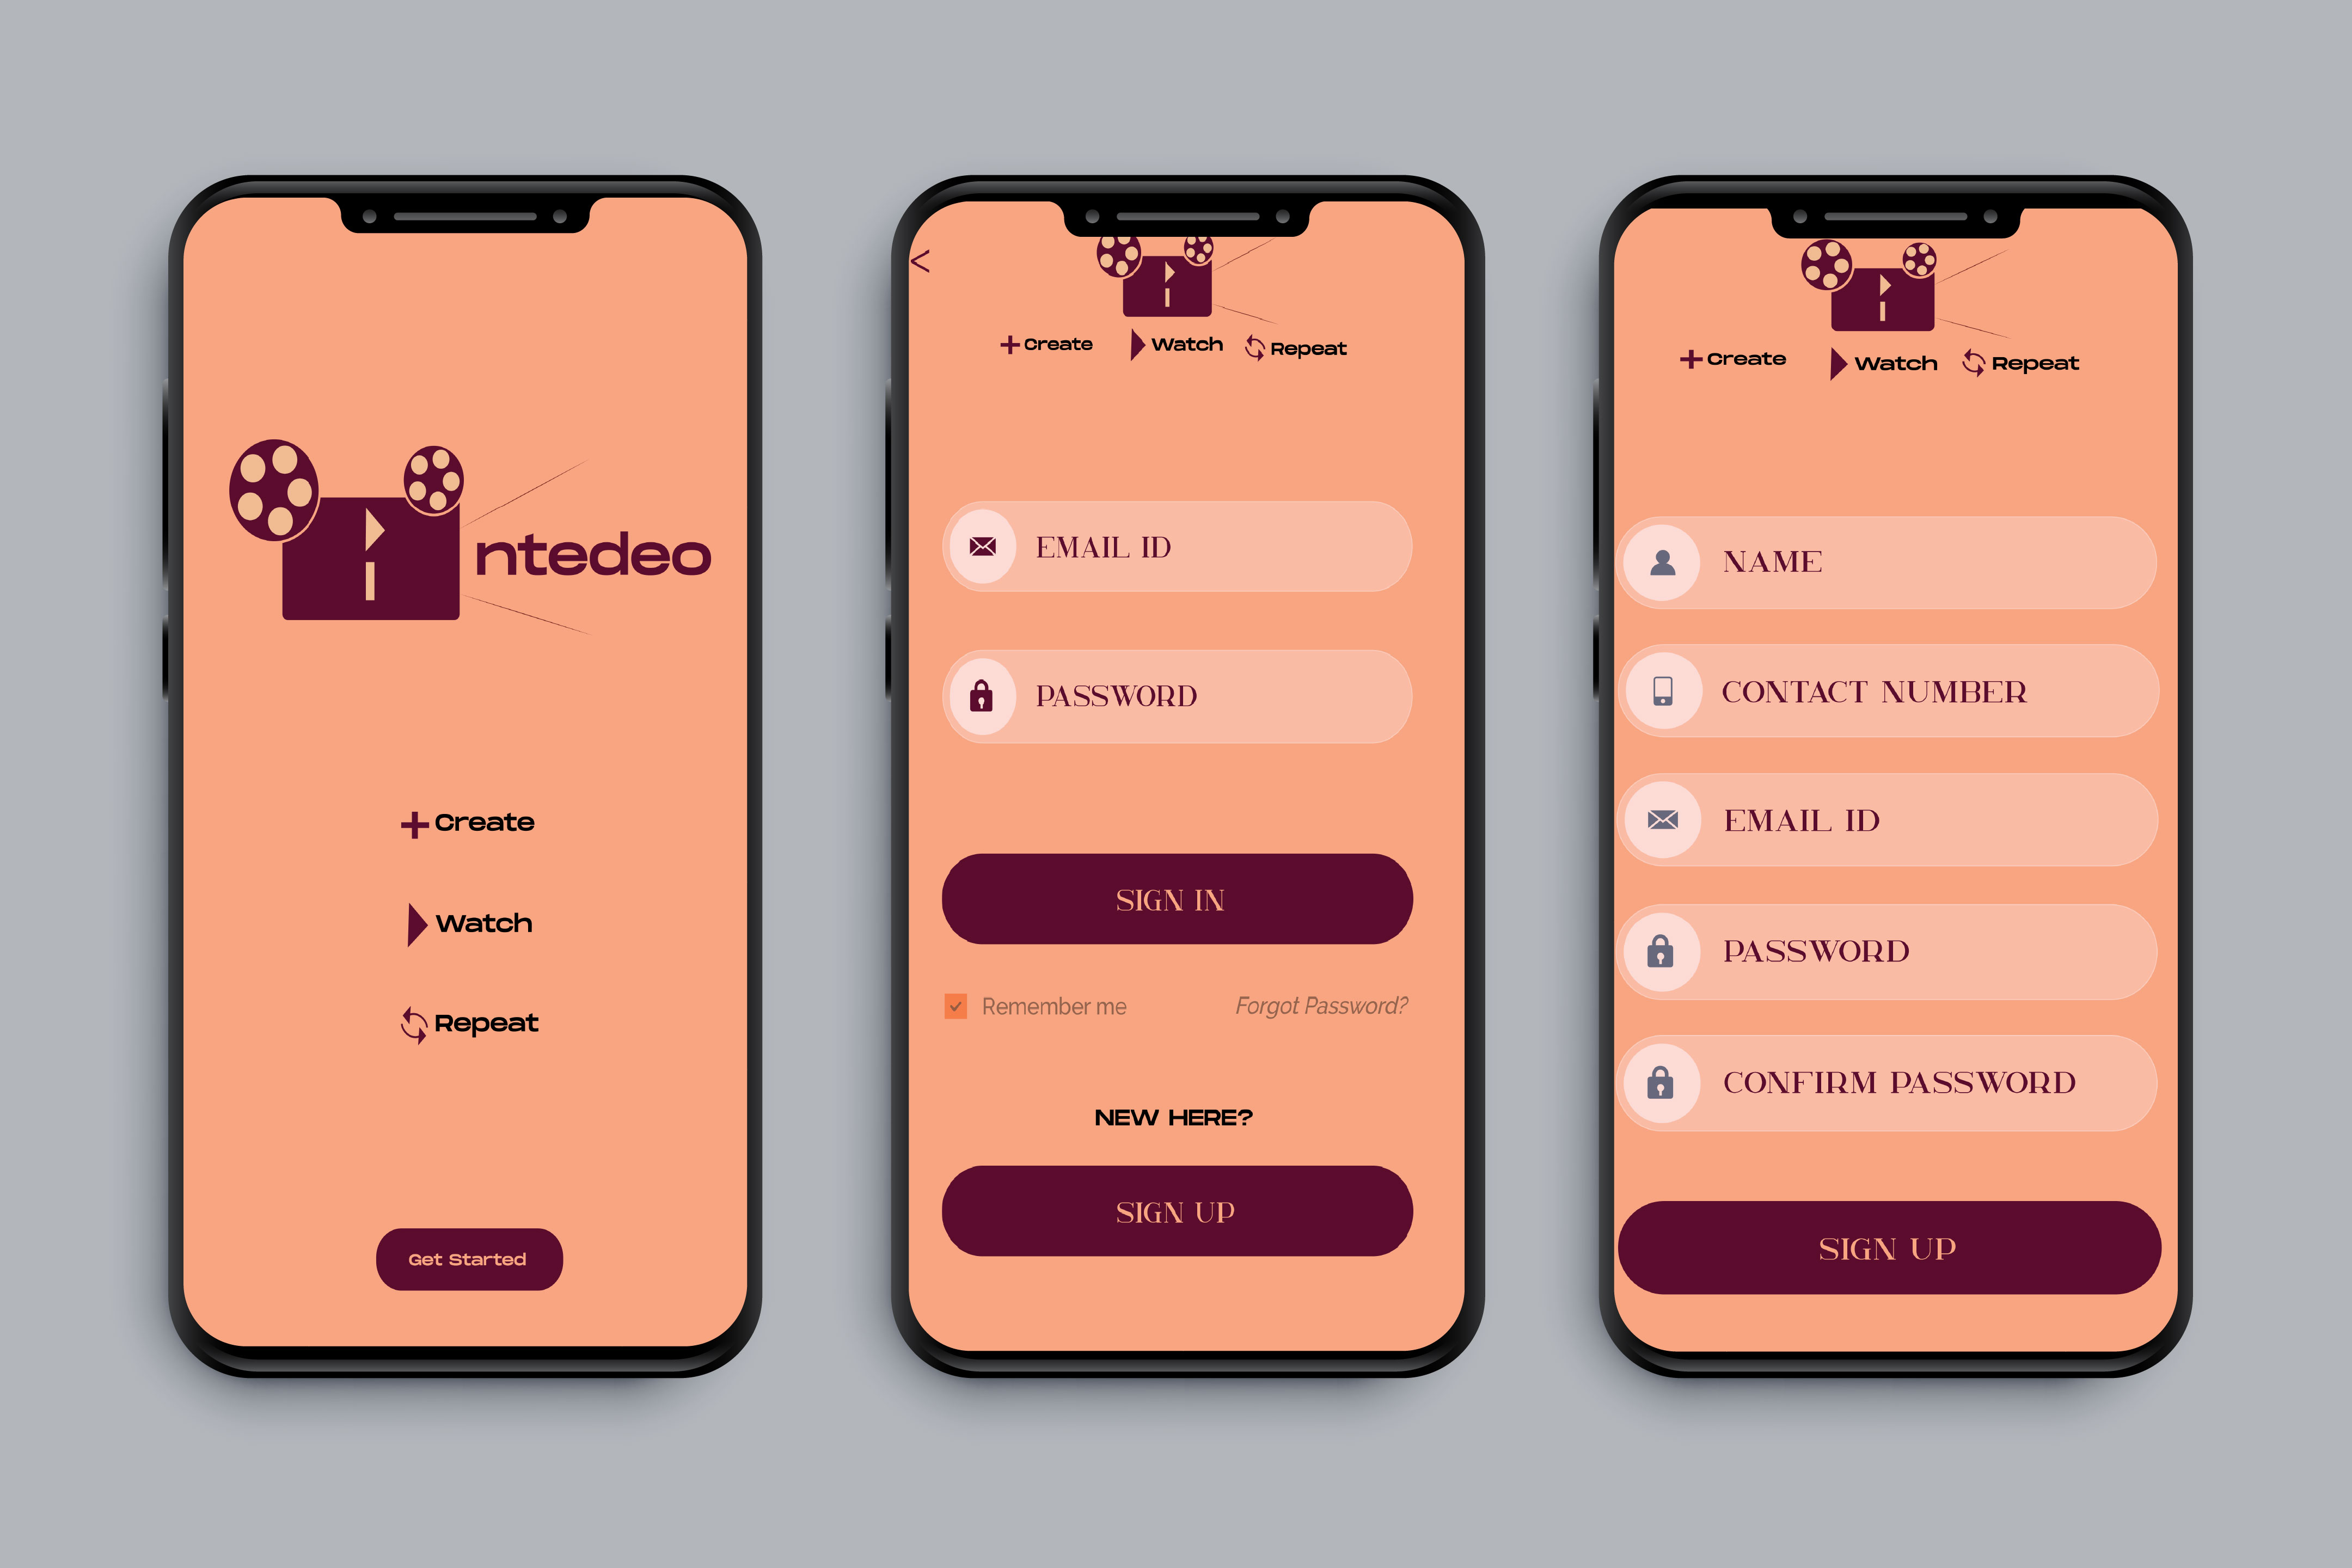 ntedeo
+ Create
Watch
Repeat
Get Started
<
+ Create Watch Repeat
EMAIL ID
PASSWORD
SIGN IN
Remember me Forgot Password?
NEW HERE?
SIGN UP
+ Create Watch Repeat
NAME
CONTACT NUMBER
EMAIL ID
PASSWORD
CONFIRM PASSWORD
SIGN UP